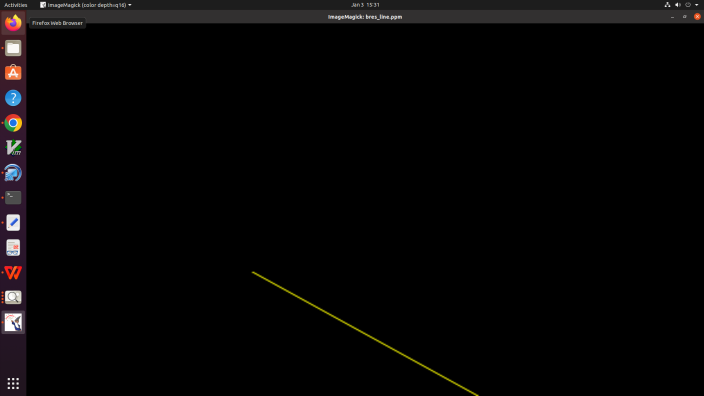 Activities
ImageMagick (color depth=q16)
Jan 3 15:31
ImageMagick: bres_line.ppm
Firefox Web Browser